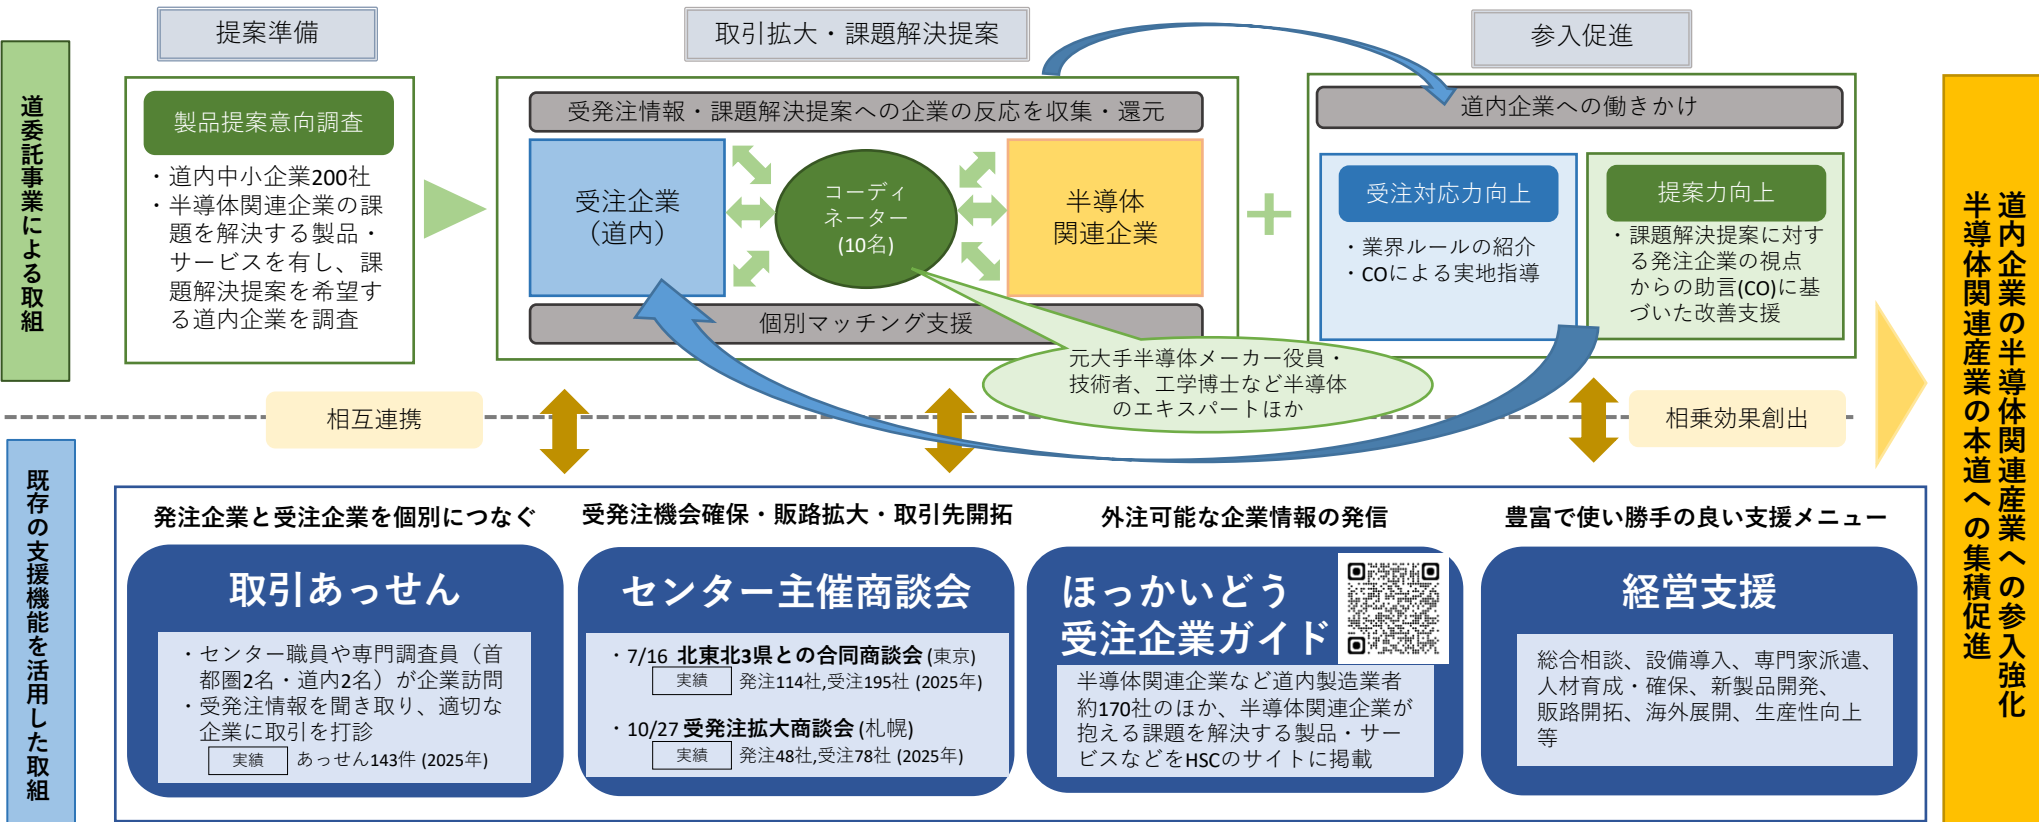 提案準備
取引拡大・課題解決提案
参入促進
道委託事業による取組
製品提案意向調査
・道内中小企業200社
・半導体関連企業の課
題を解決する製品・
サービスを有し、課
題解決提案を希望す
る道内企業を調査
受発注情報・課題解決提案への企業の反応を収集・還元
受注企業
（道内）
コーディ
ネーター
(10名)
半導体
関連企業
個別マッチング支援
元大手半導体メーカー役員・
技術者、工学博士など半導体
のエキスパートほか
道内企業への働きかけ
受注対応力向上
・業界ルールの紹介
・COによる実地指導
提案力向上
・課題解決提案に対す
る発注企業の視点
からの助言(CO)に基
づいた改善支援
相互連携
相乗効果創出
道内企業の半導体関連産業への参入強化
半導体関連産業の本道への集積促進
既存の支援機能を活用した取組
発注企業と受注企業を個別につなぐ
取引あっせん
・センター職員や専門調査員（首
都圏2名・道内2名）が企業訪問
・受発注情報を聞き取り、適切な
企業に取引を打診
実績 あっせん143件 (2025年)
受発注機会確保・販路拡大・取引先開拓
センター主催商談会
・7/16 北東北3県との合同商談会 (東京)
実績 発注114社,受注195社 (2025年)
・10/27 受発注拡大商談会 (札幌)
実績 発注48社,受注78社 (2025年)
外注可能な企業情報の発信
ほっかいどう
受注企業ガイド
半導体関連企業など道内製造業者
約170社のほか、半導体関連企業が
抱える課題を解決する製品・サー
ビスなどをHSCのサイトに掲載
豊富で使い勝手の良い支援メニュー
経営支援
総合相談、設備導入、専門家派遣、
人材育成・確保、新製品開発、
販路開拓、海外展開、生産性向上
等